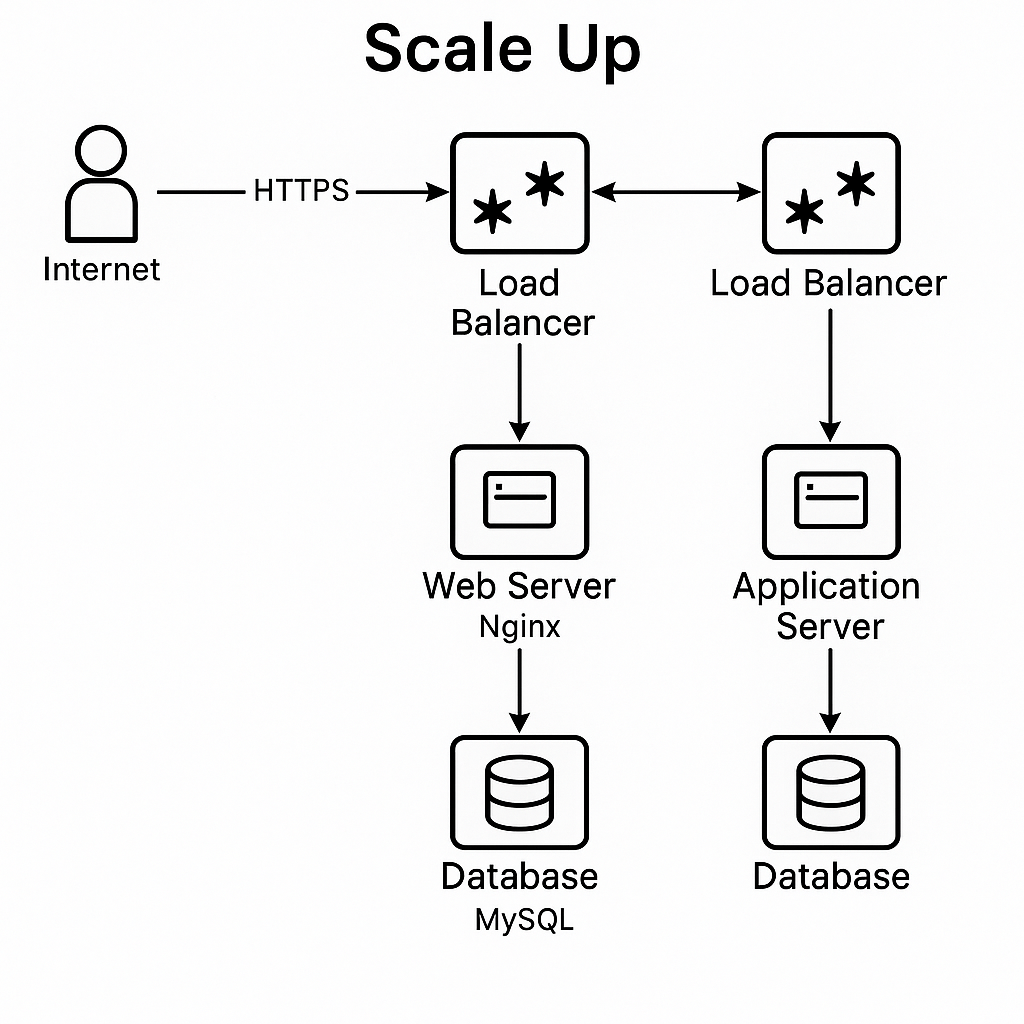 Scale Up
HTTPS
Internet
Load
Balancer
Load Balancer
Web Server
Nginx
Application
Server
Database
MySQL
Database